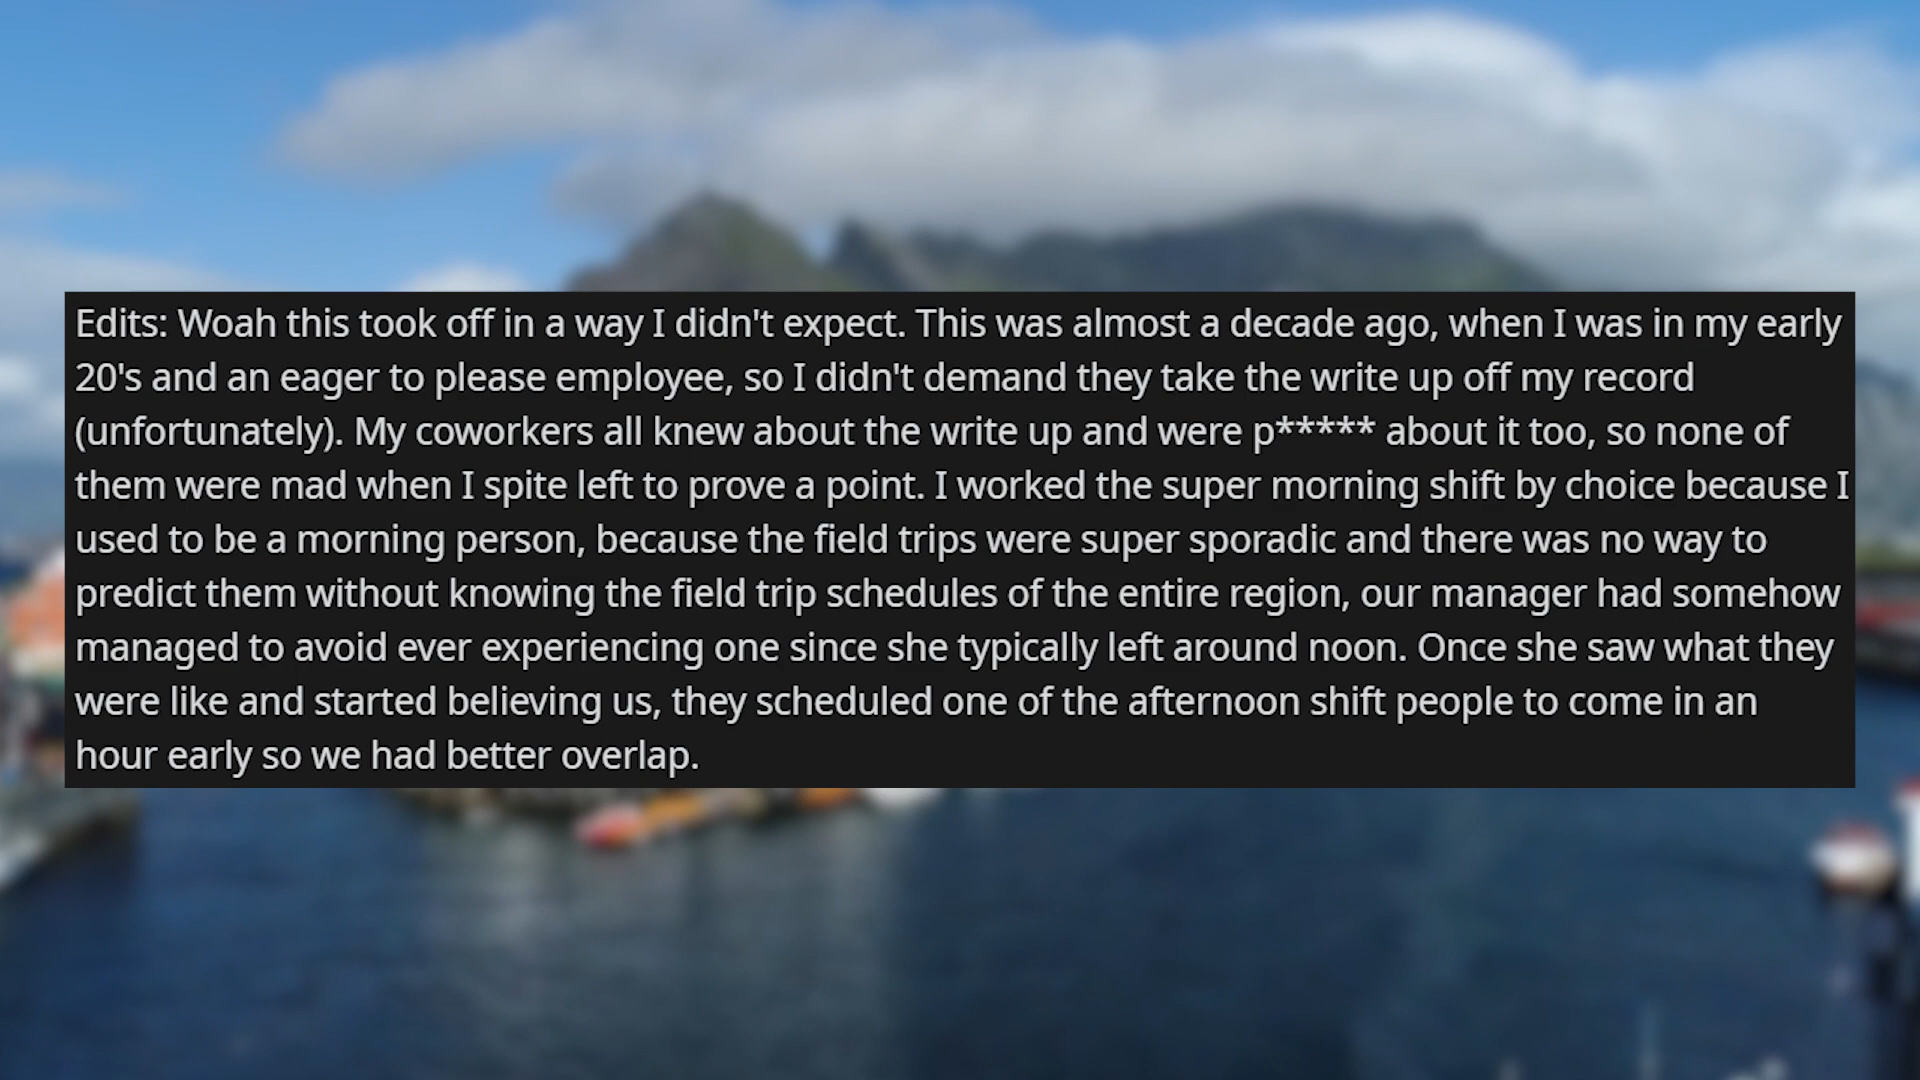 Edits: Woah this took off in a way I didn't expect. This was almost a decade ago, when I was in my early
20's and an eager to please employee, so I didn't demand they take the write up off my record
(unfortunately). My coworkers all knew about the write up and were p***** about it too, so none of
them were mad when I spite left to prove a point. I worked the super morning shift by choice because I
used to be a morning person, because the field trips were super sporadic and there was no way to
predict them without knowing the field trip schedules of the entire region, our manager had somehow
managed to avoid ever experiencing one since she typically left around noon. Once she saw what they
were like and started believing us, they scheduled one of the afternoon shift people to come in an
hour early so we had better overlap.